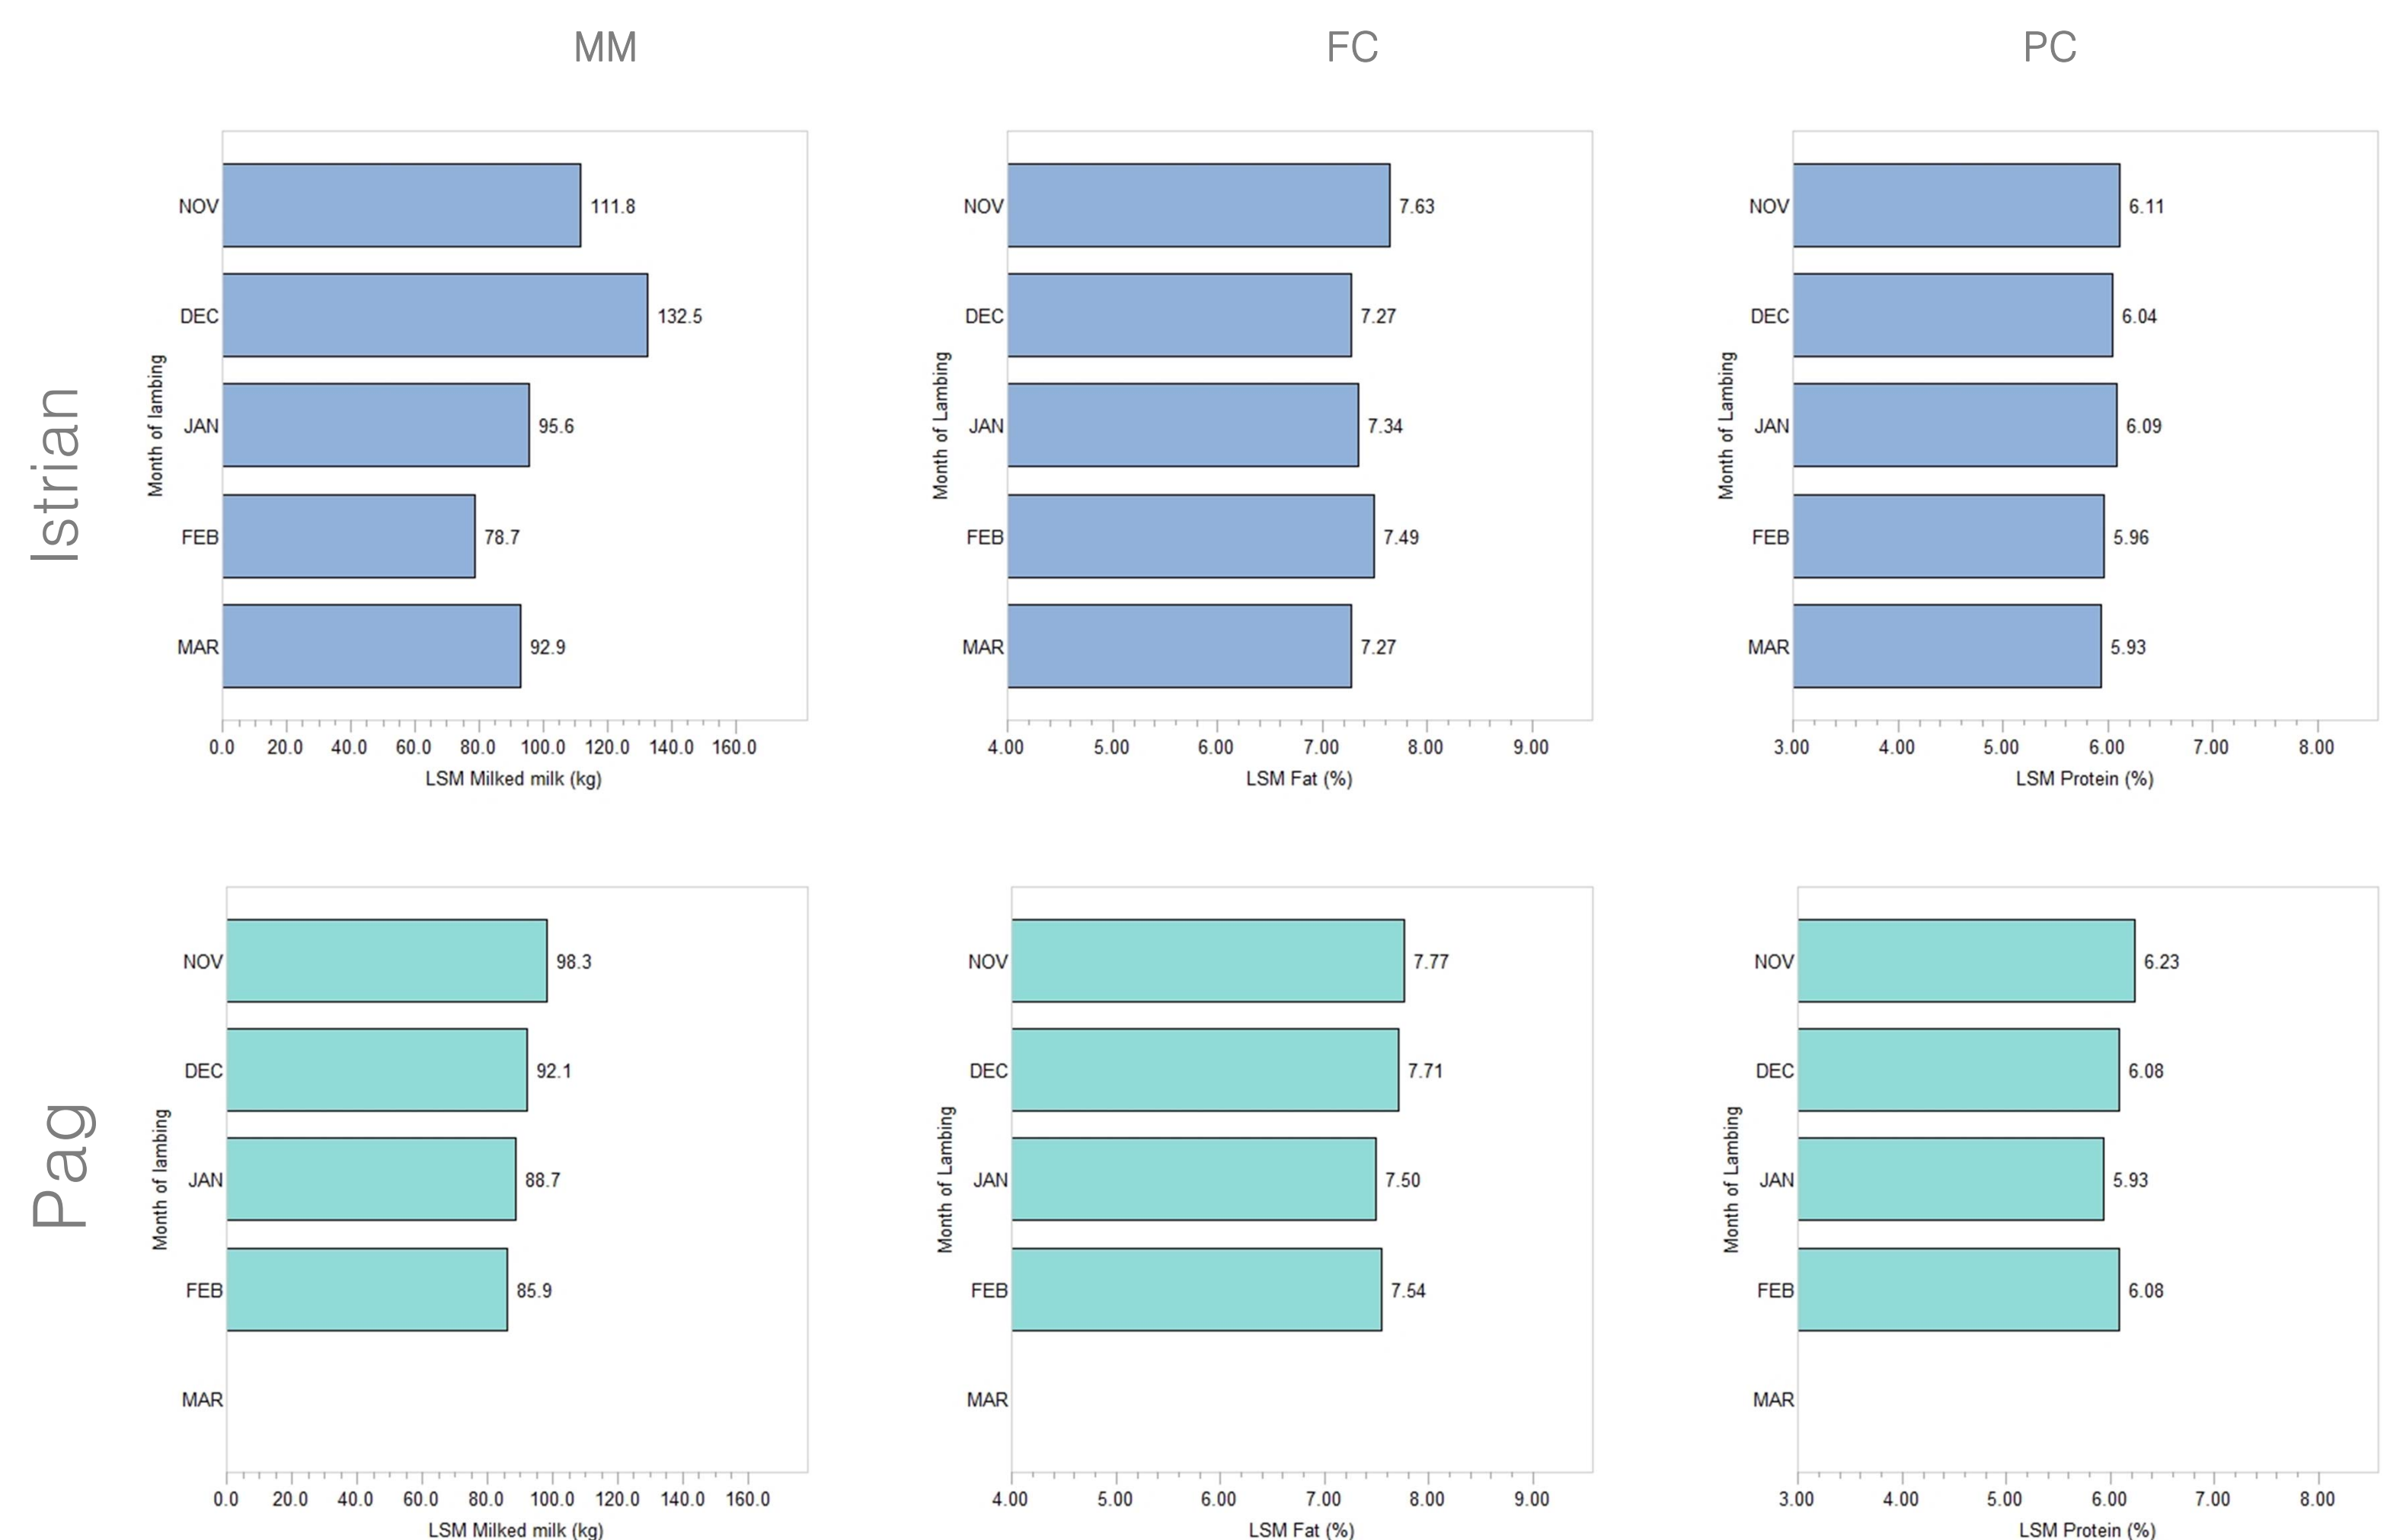 MM
FC
PC
Istrian
Month of lambing
NOV
111.8
DEC
132.5
JAN
95.6
FEB
78.7
MAR
92.9
0.0 20.0 40.0 60.0 80.0 100.0 120.0 140.0 160.0
LSM Milked milk (kg)
Month of Lambing
NOV
7.63
DEC
7.27
JAN
7.34
FEB
7.49
MAR
7.27
4.00 5.00 6.00 7.00 8.00 9.00
LSM Fat (%)
Month of Lambing
NOV
6.11
DEC
6.04
JAN
6.09
FEB
5.96
MAR
5.93
3.00 4.00 5.00 6.00 7.00 8.00
LSM Protein (%)
Pag
Month of lambing
NOV
98.3
DEC
92.1
JAN
88.7
FEB
85.9
MAR
0.0 20.0 40.0 60.0 80.0 100.0 120.0 140.0 160.0
LSM Milked milk (kg)
Month of Lambing
NOV
7.77
DEC
7.71
JAN
7.50
FEB
7.54
MAR
4.00 5.00 6.00 7.00 8.00 9.00
LSM Fat (%)
Month of Lambing
NOV
6.23
DEC
6.08
JAN
5.93
FEB
6.08
MAR
3.00 4.00 5.00 6.00 7.00 8.00
LSM Protein (%)